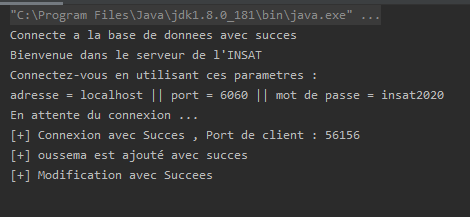 "C:\Program Files\Java\jdk1.8.0_181\bin\java.exe" ...
Connecte a la base de donnees avec succes
Bienvenue dans le serveur de l'INSAT
Connectez-vous en utilisant ces parametres :
adresse = localhost || port = 6060 || mot de passe = insat2020
En attente du connexion ...
[+] Connexion avec Succes , Port de client : 56156
[+] oussema est ajouté avec succes
[+] Modification avec Succees